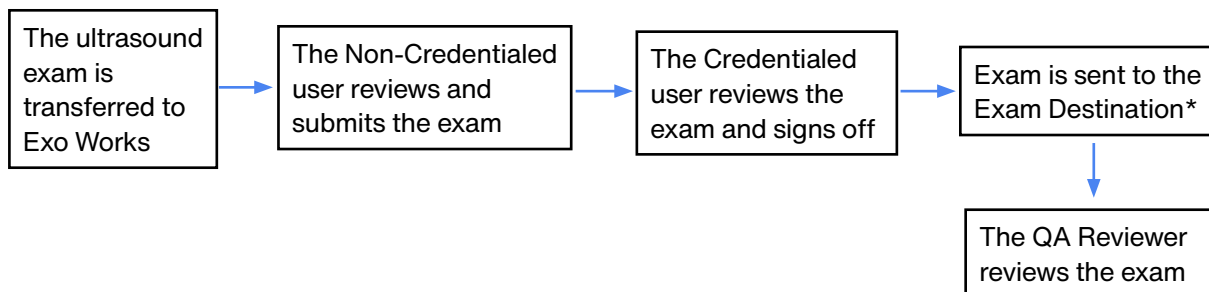 The ultrasound
exam is
transferred to
Exo Works
The Non-Credentialed
user reviews and
submits the exam
The Credentialed
user reviews the
exam and signs off
Exam is sent to the
Exam Destination*
The QA Reviewer
reviews the exam